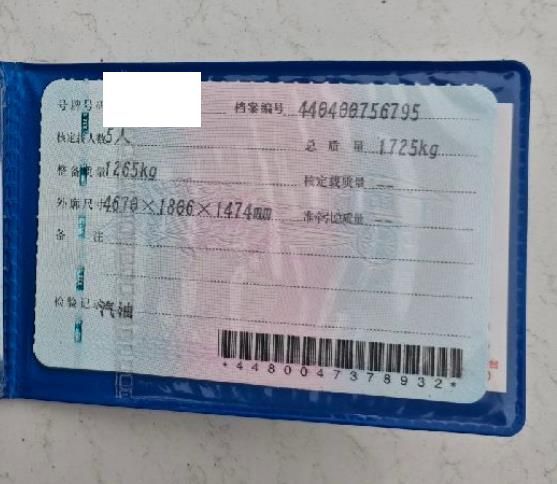 号牌号码 档案编号 440400756795
核定载人数 5人 总质量 1725kg
整备质量 1265kg 核定载质量 --
外廓尺寸 4670×1806×1474mm 准牵引总质量 --
备注
检验记录 汽油
*4480047378932*